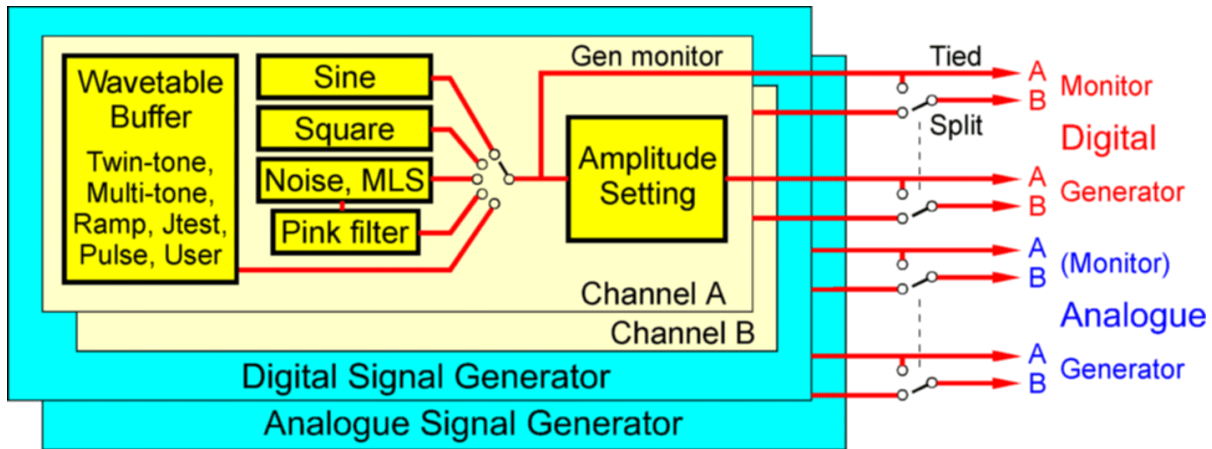 Wavetable
Buffer
Twin-tone,
Multi-tone,
Ramp, Jtest,
Pulse, User
Sine
Square
Noise, MLS
Pink filter
Gen monitor
Amplitude
Setting
Channel A
Channel B
Digital Signal Generator
Analogue Signal Generator
Tied
Split
A
B
Monitor
Digital
A
B
Generator
A
B
(Monitor)
Analogue
A
B
Generator